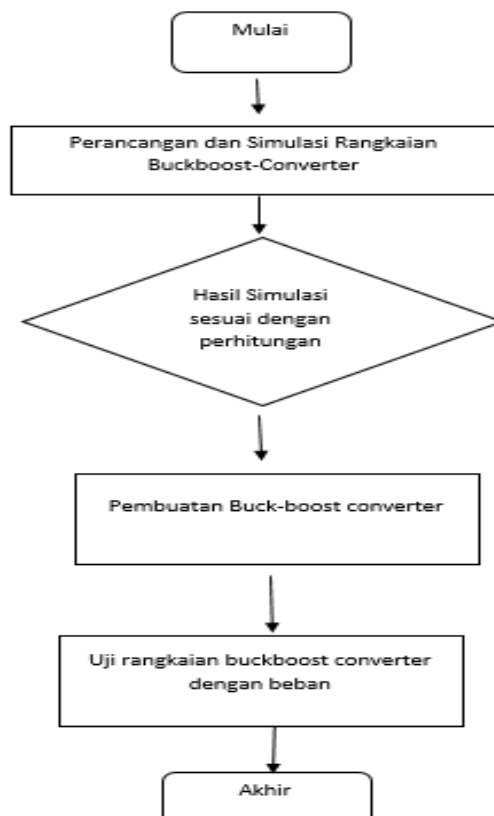 Mulai
Perancangan dan Simulasi Rangkaian
Buckboost-Converter
Hasil Simulasi
sesuai dengan
perhitungan
Pembuatan Buck-boost converter
Uji rangkaian buckboost converter
dengan beban
Akhir